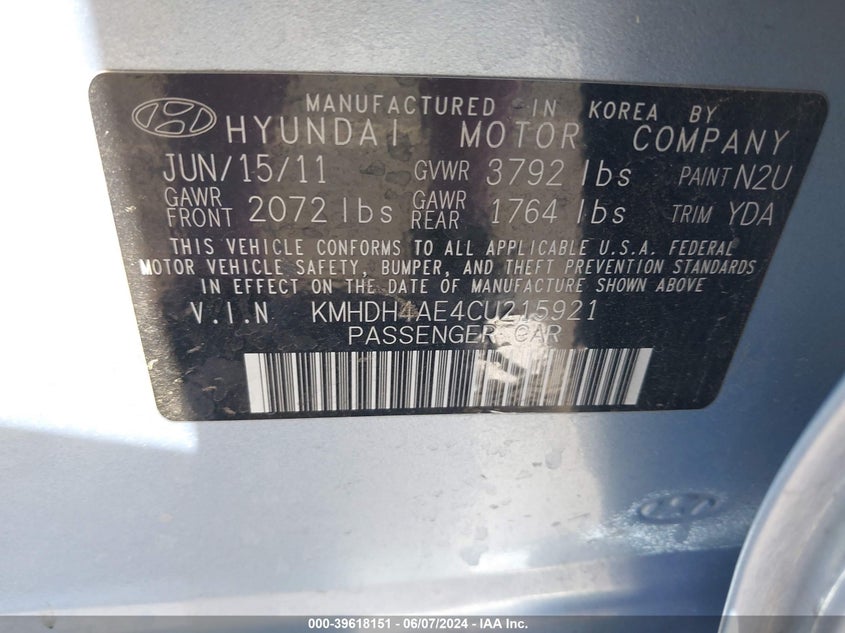 MANUFACTURED IN KOREA BY
HYUNDAI MOTOR COMPANY
JUN/15/11 GVWR 3792 lbs PAINT N2U
GAWR FRONT 2072 lbs GAWR REAR 1764 lbs TRIM YDA
THIS VEHICLE CONFORMS TO ALL APPLICABLE U.S.A. FEDERAL
MOTOR VEHICLE SAFETY, BUMPER, AND THEFT PREVENTION STANDARDS
IN EFFECT ON THE DATE OF MANUFACTURE SHOWN ABOVE
V.I.N KMHDH4AE4CU215921
PASSENGER CAR
000-39618151 - 06/07/2024 - IAA Inc.